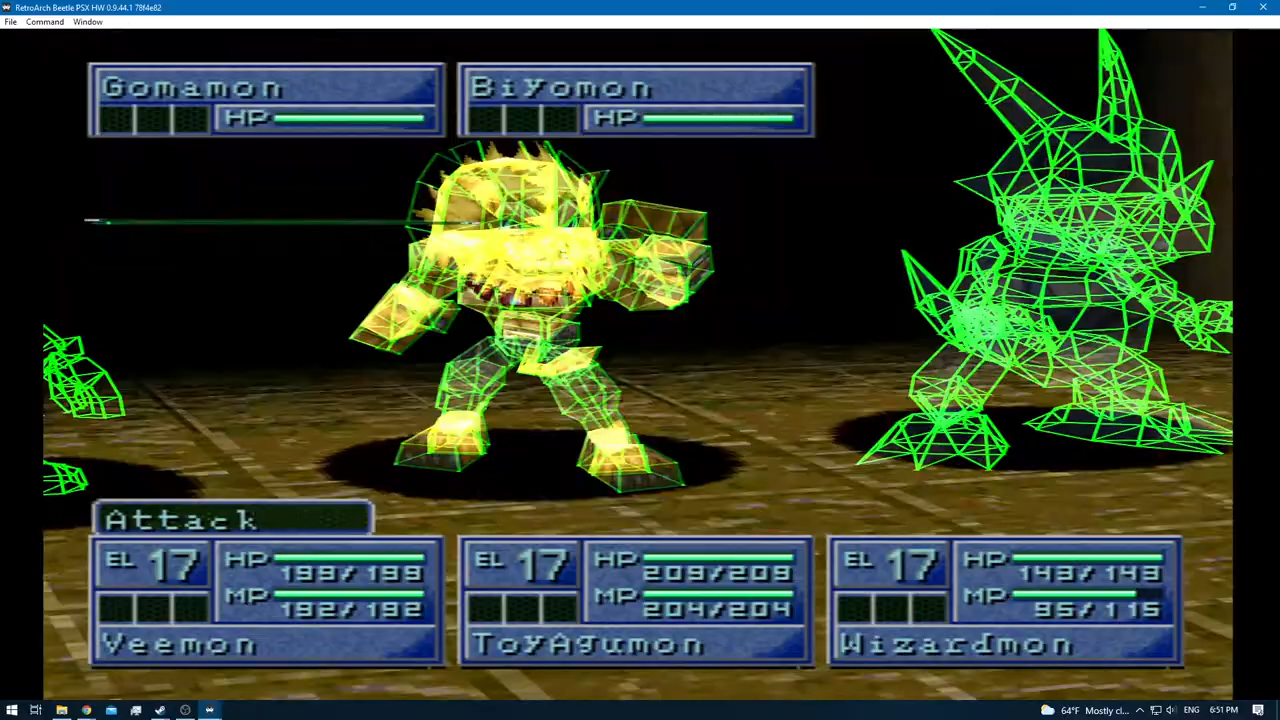 RetroArch Beetle PSX HW 0.9.44.1 78f4e82
File Command Window
Gomamon
HP
Biyomon
HP
Attack
EL 17 HP 199/199
MP 192/192
Veemon
EL 17 HP 209/209
MP 204/204
ToyAgumon
EL 17 HP 143/143
MP 95/115
Wizardmon
64°F Mostly cl... ENG 6:51 PM